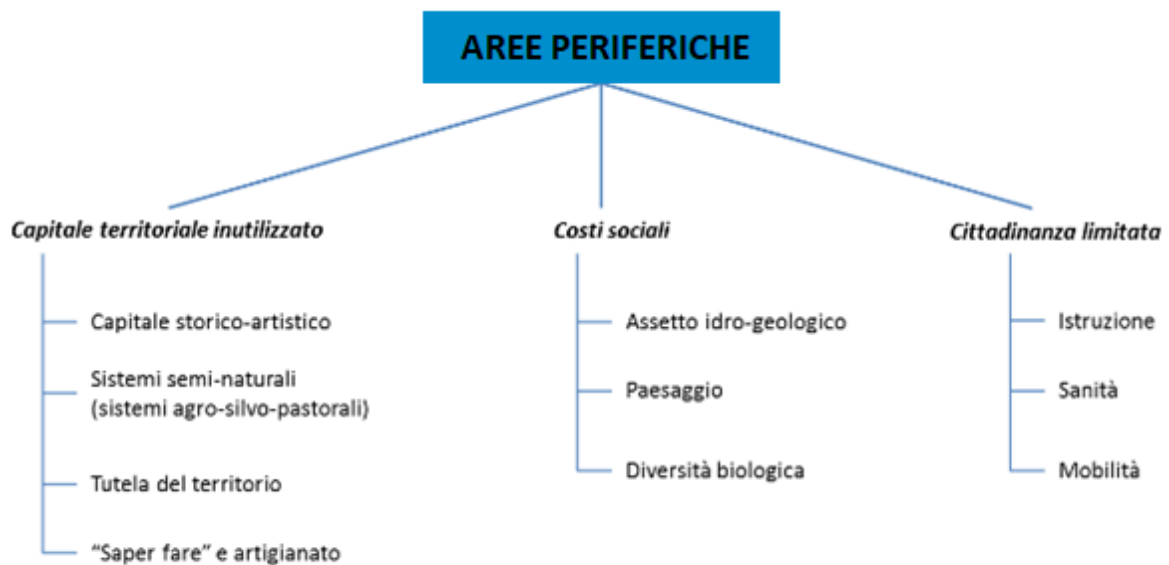 AREE PERIFERICHE
Capitale territoriale inutilizzato
Capitale storico-artistico
Sistemi semi-naturali
(sistemi agro-silvo-pastorali)
Tutela del territorio
“Saper fare” e artigianato
Costi sociali
Assetto idro-geologico
Paesaggio
Diversità biologica
Cittadinanza limitata
Istruzione
Sanità
Mobilità